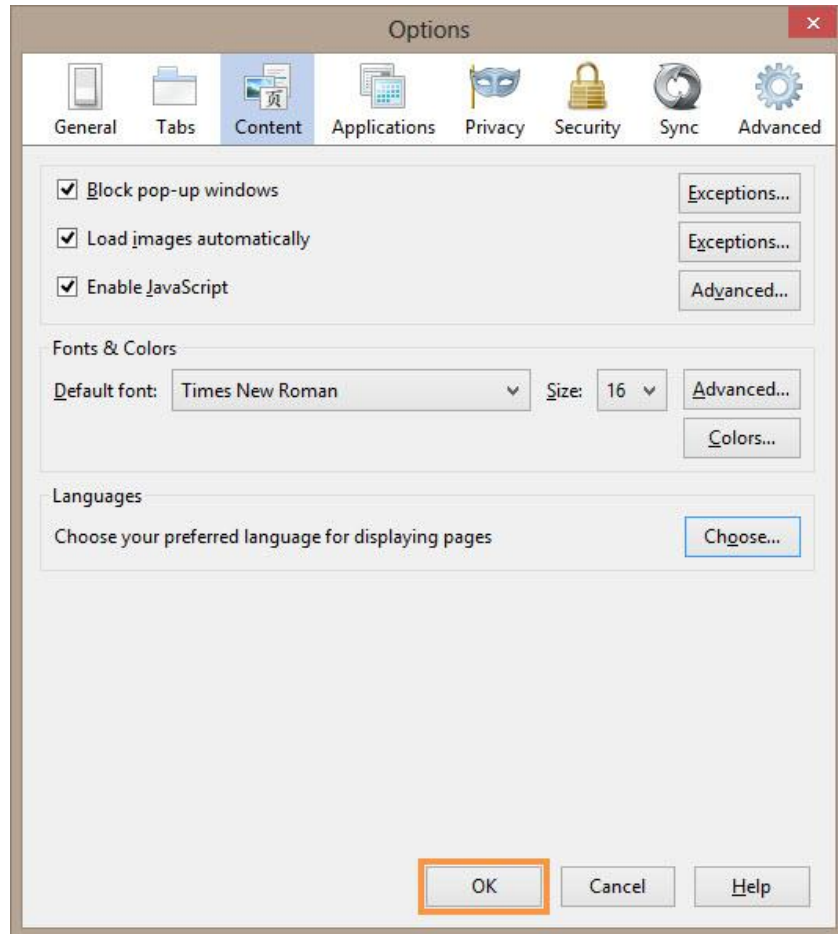 Options
General Tabs Content Applications Privacy Security Sync Advanced
Block pop-up windows Exceptions...
Load images automatically Exceptions...
Enable JavaScript Advanced...
Fonts & Colors
Default font: Times New Roman Size: 16 Advanced...
Colors...
Languages
Choose your preferred language for displaying pages Choose...
OK Cancel Help